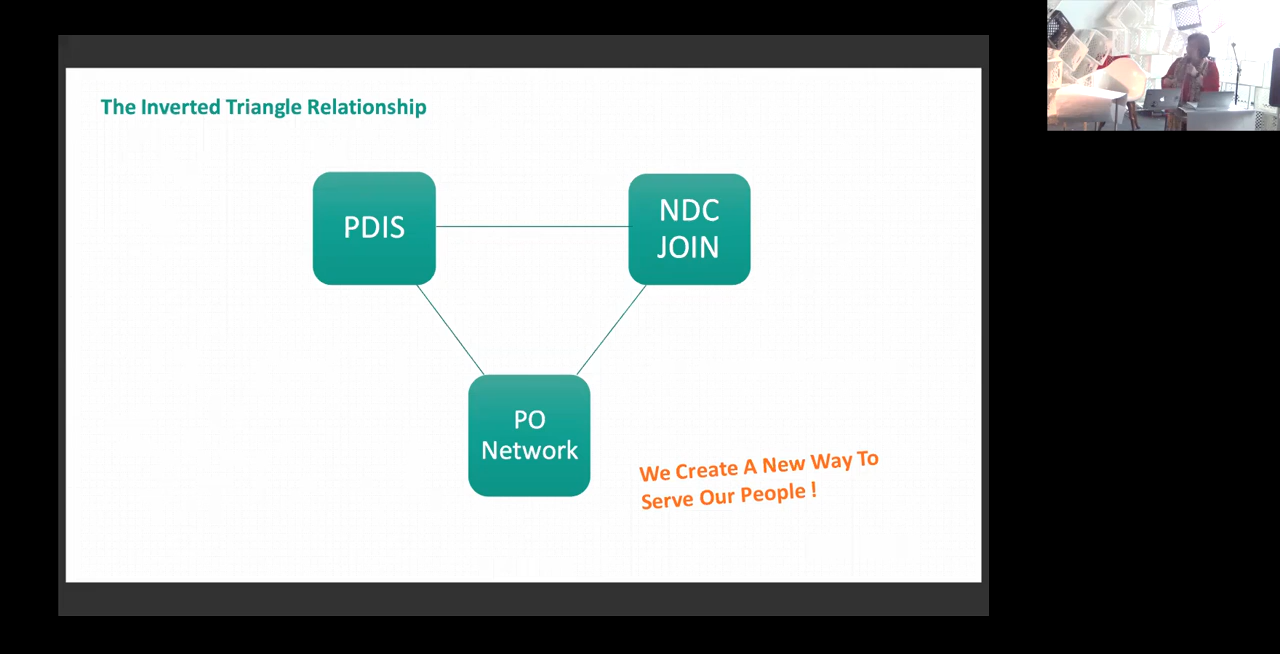 The Inverted Triangle Relationship
PDIS
NDC
JOIN
PO
Network
We Create A New Way To
Serve Our People !